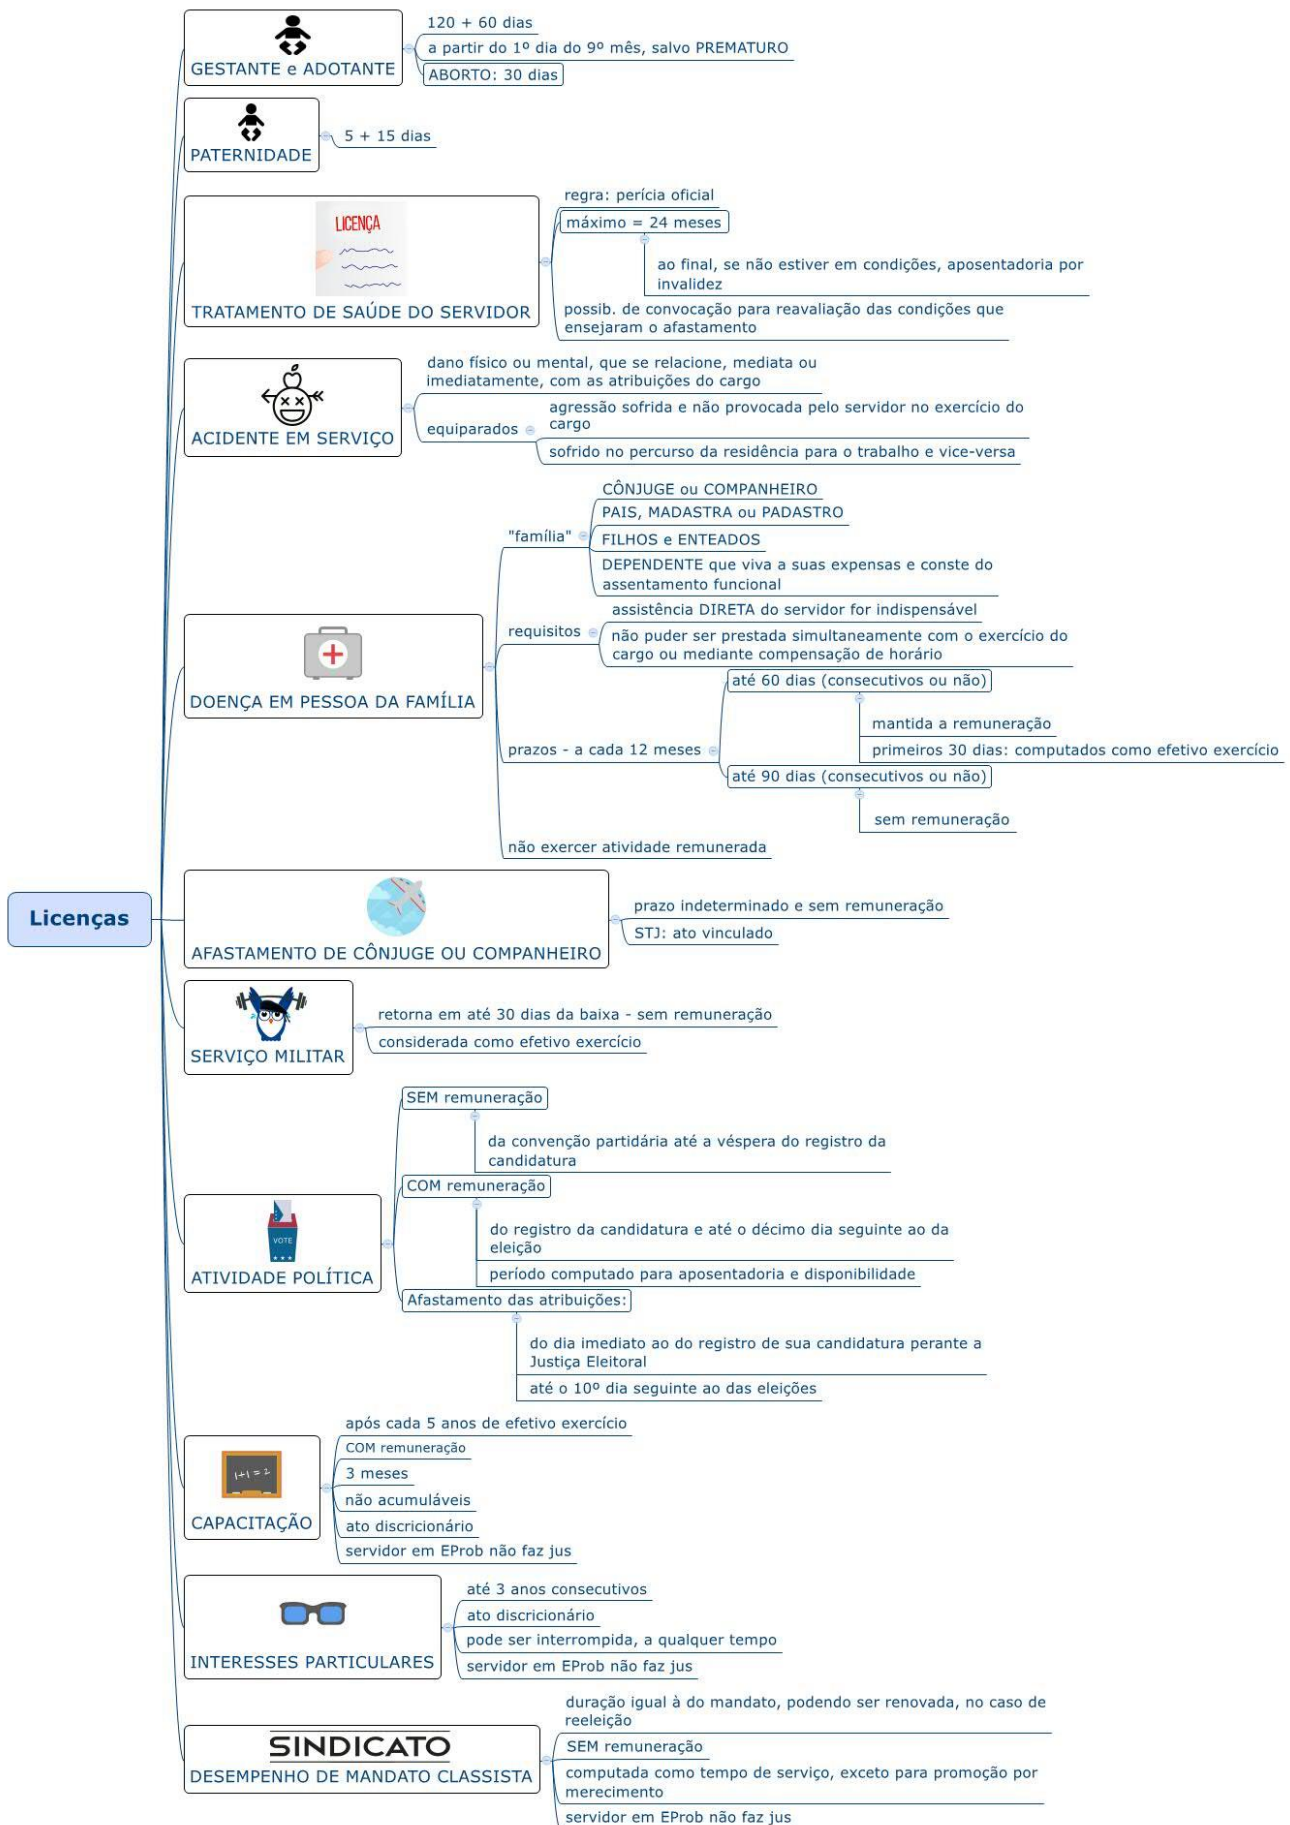 Licenças
GESTANTE e ADOTANTE
120 + 60 dias
a partir do 1º dia do 9º mês, salvo PREMATURO
ABORTO: 30 dias
PATERNIDADE
5 + 15 dias
LICENÇA
TRATAMENTO DE SAÚDE DO SERVIDOR
regra: perícia oficial
máximo = 24 meses
ao final, se não estiver em condições, aposentadoria por
invalidez
possib. de convocação para reavaliação das condições que
ensejaram o afastamento
ACIDENTE EM SERVIÇO
dano físico ou mental, que se relacione, mediata ou
imediatamente, com as atribuições do cargo
equiparados
agressão sofrida e não provocada pelo servidor no exercício do
cargo
sofrido no percurso da residência para o trabalho e vice-versa
DOENÇA EM PESSOA DA FAMÍLIA
"família"
CÔNJUGE ou COMPANHEIRO
PAIS, MADASTRA ou PADASTRO
FILHOS e ENTEADOS
DEPENDENTE que viva a suas expensas e conste do
assentamento funcional
requisitos
assistência DIRETA do servidor for indispensável
não puder ser prestada simultaneamente com o exercício do
cargo ou mediante compensação de horário
prazos - a cada 12 meses
até 60 dias (consecutivos ou não)
mantida a remuneração
primeiros 30 dias: computados como efetivo exercício
até 90 dias (consecutivos ou não)
sem remuneração
não exercer atividade remunerada
AFASTAMENTO DE CÔNJUGE OU COMPANHEIRO
prazo indeterminado e sem remuneração
STJ: ato vinculado
SERVIÇO MILITAR
retorna em até 30 dias da baixa - sem remuneração
considerada como efetivo exercício
VOTE
ATIVIDADE POLÍTICA
SEM remuneração
da convenção partidária até a véspera do registro da
candidatura
COM remuneração
do registro da candidatura e até o décimo dia seguinte ao da
eleição
período computado para aposentadoria e disponibilidade
Afastamento das atribuições:
do dia imediato ao do registro de sua candidatura perante a
Justiça Eleitoral
até o 10º dia seguinte ao das eleições
1+1=2
CAPACITAÇÃO
após cada 5 anos de efetivo exercício
COM remuneração
3 meses
não acumuláveis
ato discricionário
servidor em EProb não faz jus
INTERESSES PARTICULARES
até 3 anos consecutivos
ato discricionário
pode ser interrompida, a qualquer tempo
servidor em EProb não faz jus
SINDICATO
DESEMPENHO DE MANDATO CLASSISTA
duração igual à do mandato, podendo ser renovada, no caso de
reeleição
SEM remuneração
computada como tempo de serviço, exceto para promoção por
merecimento
servidor em EProb não faz jus